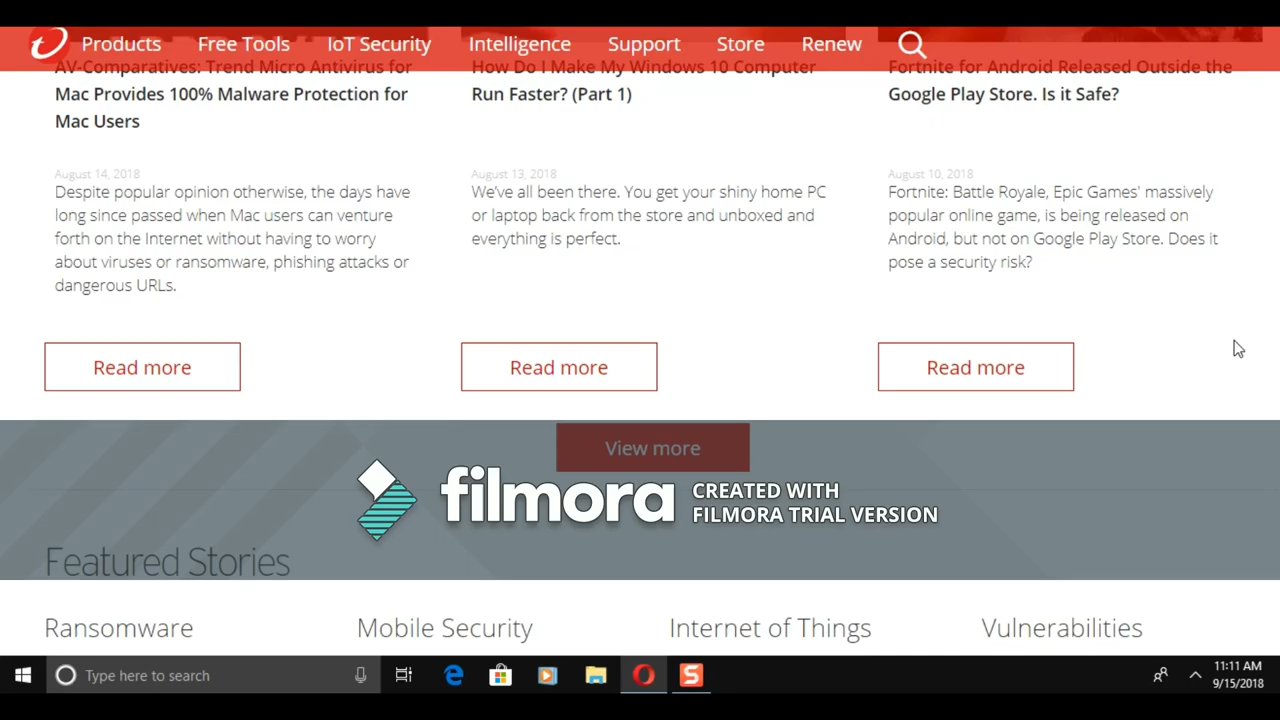 Products Free Tools IoT Security Intelligence Support Store Renew
AV-Comparatives: Trend Micro Antivirus for
Mac Provides 100% Malware Protection for
Mac Users
August 14, 2018
Despite popular opinion otherwise, the days have
long since passed when Mac users can venture
forth on the Internet without having to worry
about viruses or ransomware, phishing attacks or
dangerous URLs.
Read more
How Do I Make My Windows 10 Computer
Run Faster? (Part 1)
August 13, 2018
We've all been there. You get your shiny home PC
or laptop back from the store and unboxed and
everything is perfect.
Read more
Fortnite for Android Released Outside the
Google Play Store. Is it Safe?
August 10, 2018
Fortnite: Battle Royale, Epic Games' massively
popular online game, is being released on
Android, but not on Google Play Store. Does it
pose a security risk?
Read more
View more
filmora
CREATED WITH
FILMORA TRIAL VERSION
Featured Stories
Ransomware Mobile Security Internet of Things Vulnerabilities
Type here to search
11:11 AM
9/15/2018